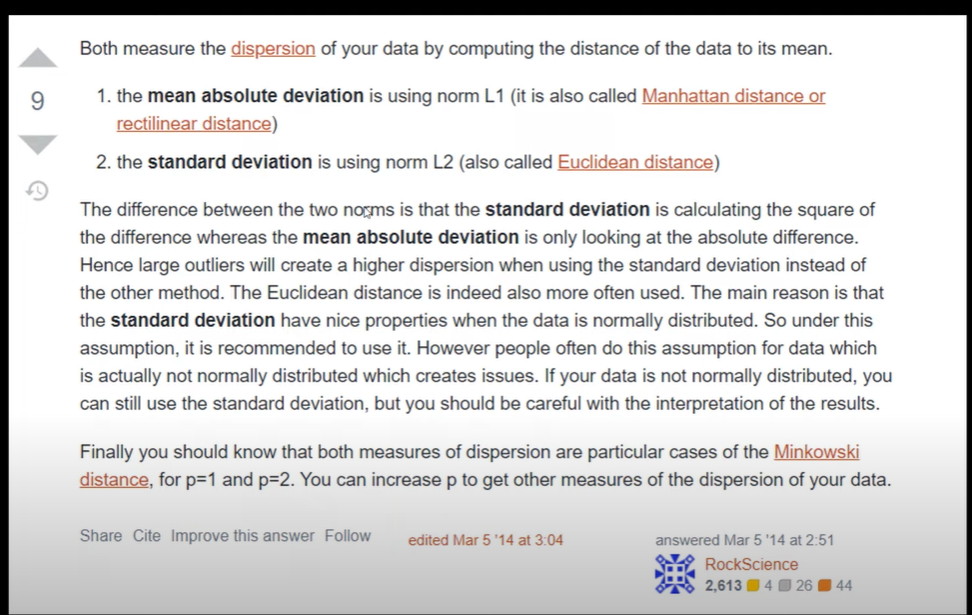 Both measure the dispersion of your data by computing the distance of the data to its mean.
9
1. the mean absolute deviation is using norm L1 (it is also called Manhattan distance or
rectilinear distance)
2. the standard deviation is using norm L2 (also called Euclidean distance)
The difference between the two norms is that the standard deviation is calculating the square of
the difference whereas the mean absolute deviation is only looking at the absolute difference.
Hence large outliers will create a higher dispersion when using the standard deviation instead of
the other method. The Euclidean distance is indeed also more often used. The main reason is that
the standard deviation have nice properties when the data is normally distributed. So under this
assumption, it is recommended to use it. However people often do this assumption for data which
is actually not normally distributed which creates issues. If your data is not normally distributed, you
can still use the standard deviation, but you should be careful with the interpretation of the results.
Finally you should know that both measures of dispersion are particular cases of the Minkowski
distance, for p=1 and p=2. You can increase p to get other measures of the dispersion of your data.
Share Cite Improve this answer Follow
edited Mar 5 '14 at 3:04
answered Mar 5 '14 at 2:51
RockScience
2,613 4 26 44